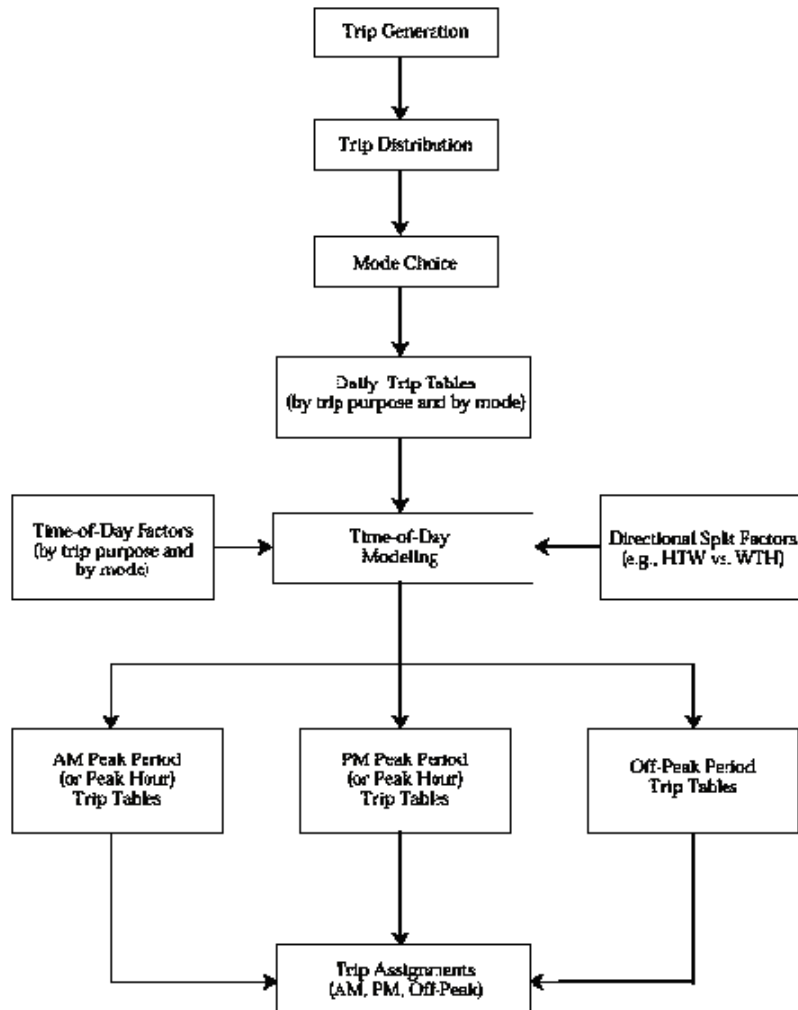 Trip Generation
Trip Distribution
Mode Choice
Daily Trip Tables
(by trip purpose and by mode)
Time-of-Day Factors
(by trip purpose and
by mode)
Time-of-Day
Modeling
Directional Split Factors
(e.g., HTW vs. WTH)
AM Peak Period
(or Peak Hour)
Trip Tables
PM Peak Period
(or Peak Hour)
Trip Tables
Off-Peak Period
Trip Tables
Trip Assignments
(AM, PM, Off-Peak)